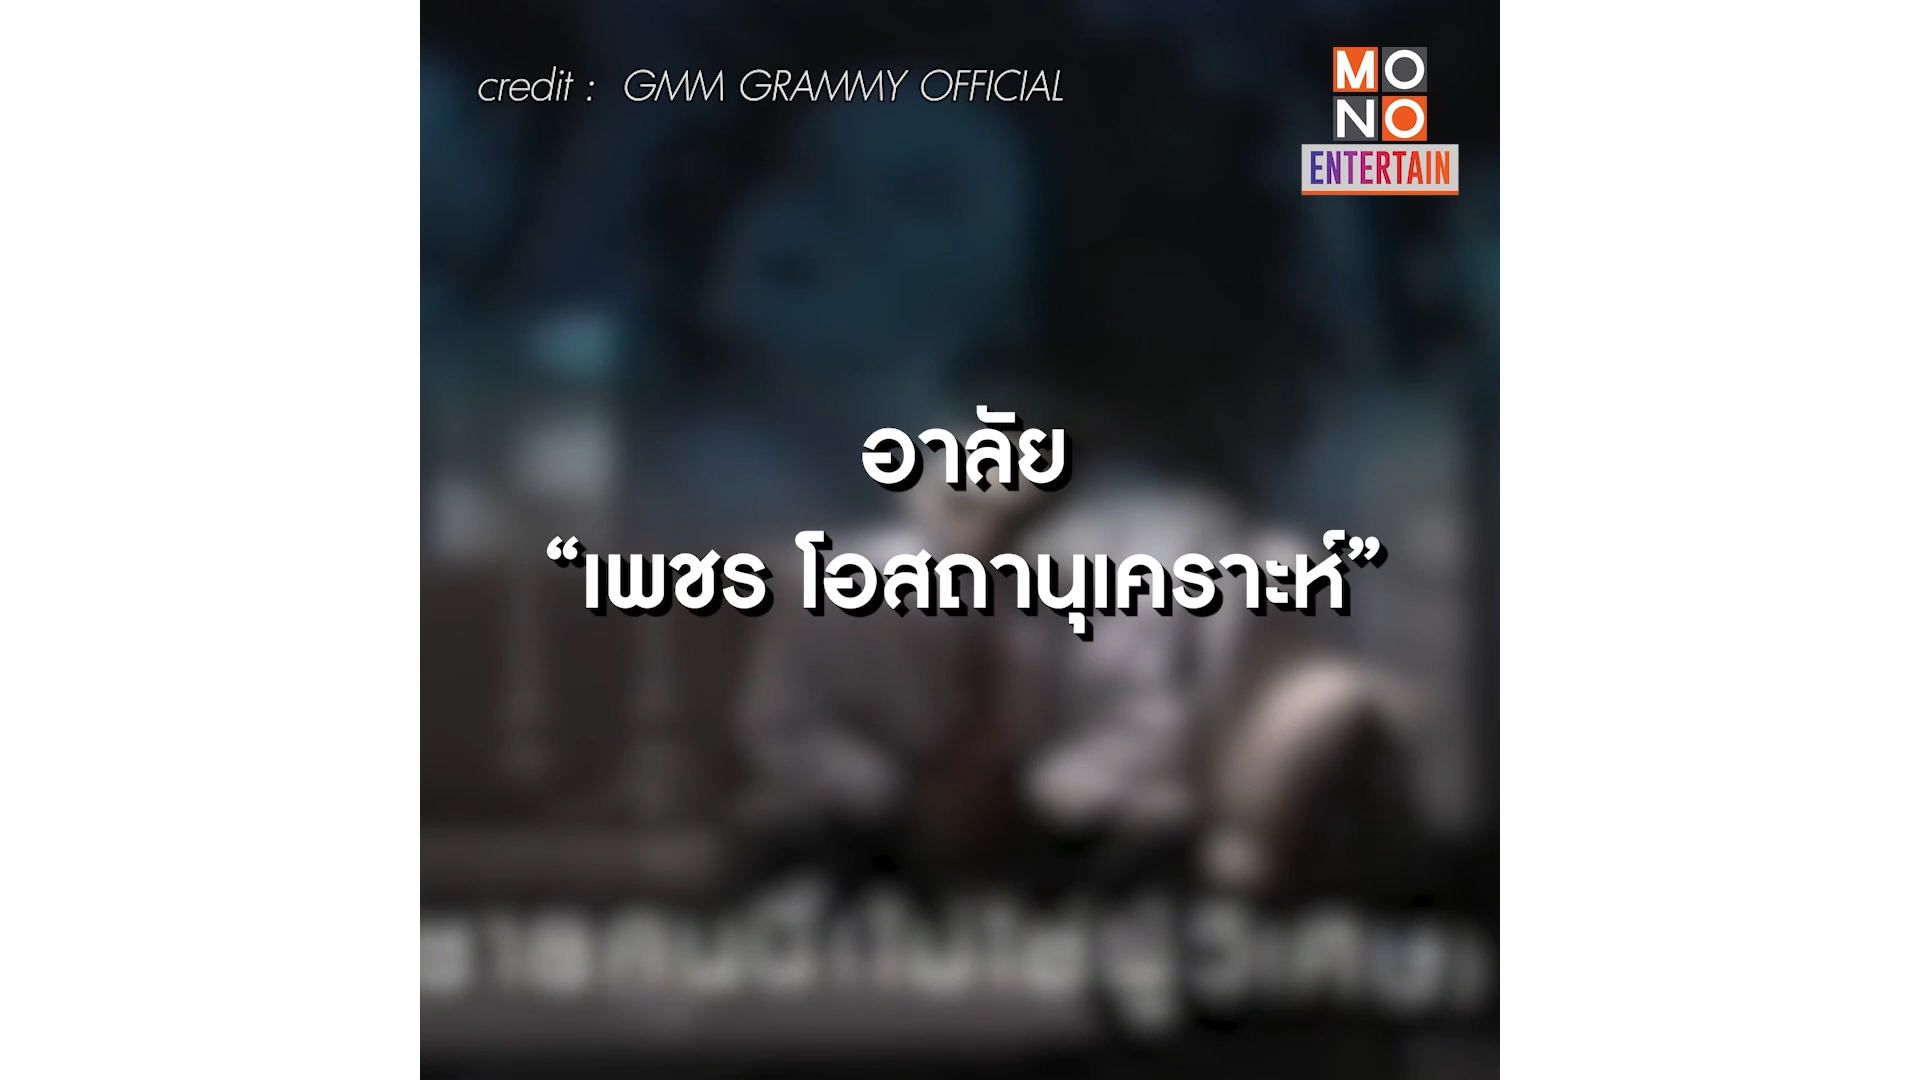 credit : GMM GRAMMY OFFICIAL
MO
NO
ENTERTAIN
อาลัย
“เพชร โอสถานุเคราะห์”